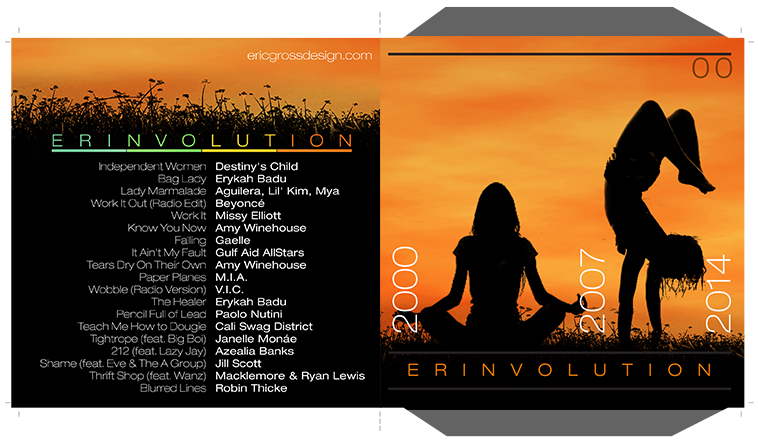 ericgrossdesign.com
ERINVOLUTION
Independent Women Destiny's Child
Bag Lady Erykah Badu
Lady Marmalade Aguilera, Lil' Kim, Mya
Work It Out (Radio Edit) Beyoncé
Work It Missy Elliott
Know You Now Amy Winehouse
Falling Gaelle
It Ain't My Fault Gulf Aid AllStars
Tears Dry On Their Own Amy Winehouse
Paper Planes M.I.A.
Wobble (Radio Version) V.I.C.
The Healer Erykah Badu
Pencil Full of Lead Paolo Nutini
Teach Me How to Dougie Cali Swag District
Tightrope (feat. Big Boi) Janelle Monáe
212 (feat. Lazy Jay) Azealia Banks
Shame (feat. Eve & The A Group) Jill Scott
Thrift Shop (feat. Wanz) Macklemore & Ryan Lewis
Blurred Lines Robin Thicke
00
2000
2007
2014
ERINVOLUTION